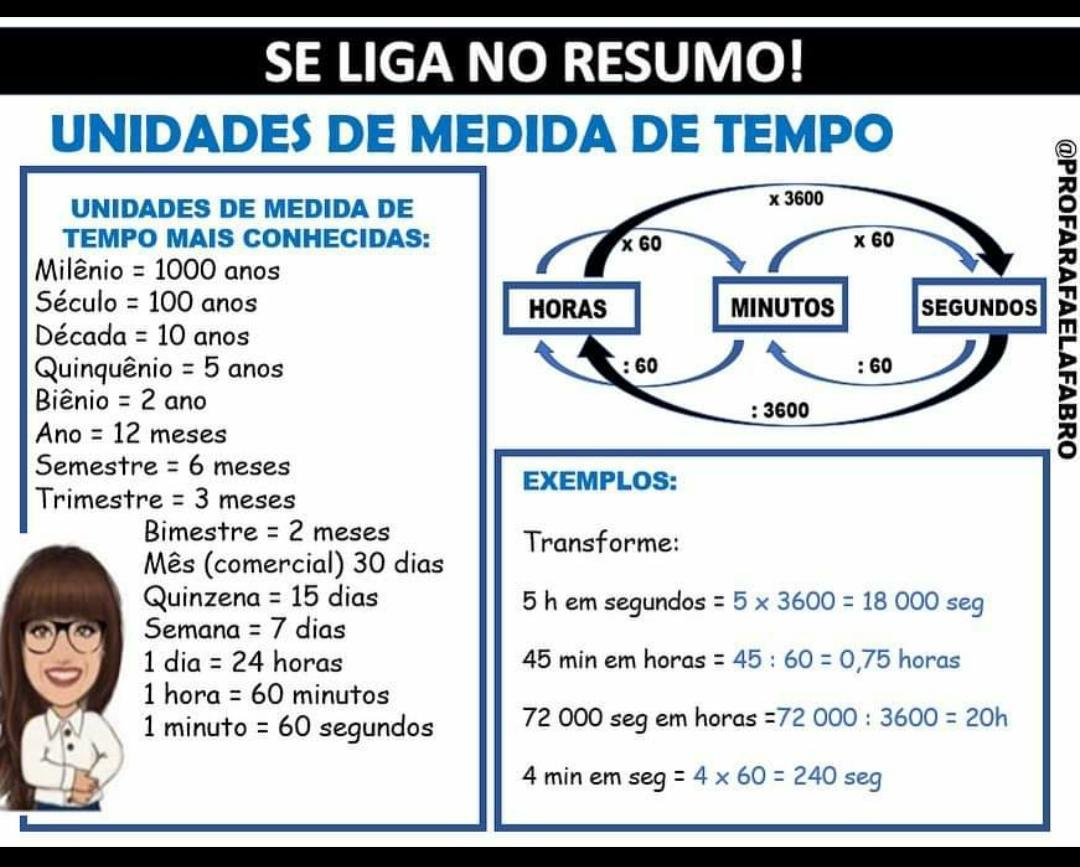 SE LIGA NO RESUMO!
UNIDADES DE MEDIDA DE TEMPO
UNIDADES DE MEDIDA DE
TEMPO MAIS CONHECIDAS:
Milênio = 1000 anos
Século = 100 anos
Década = 10 anos
Quinquênio = 5 anos
Biênio = 2 ano
Ano = 12 meses
Semestre = 6 meses
Trimestre = 3 meses
Bimestre = 2 meses
Mês (comercial) 30 dias
Quinzena = 15 dias
Semana = 7 dias
1 dia = 24 horas
1 hora = 60 minutos
1 minuto = 60 segundos
x 3600
x 60
x 60
HORAS
MINUTOS
SEGUNDOS
: 60
: 60
: 3600
EXEMPLOS:
Transforme:
5 h em segundos = 5 x 3600 = 18 000 seg
45 min em horas = 45 : 60 = 0,75 horas
72 000 seg em horas =72 000 : 3600 = 20h
4 min em seg = 4 x 60 = 240 seg
@PROFARAFAELAFABRO